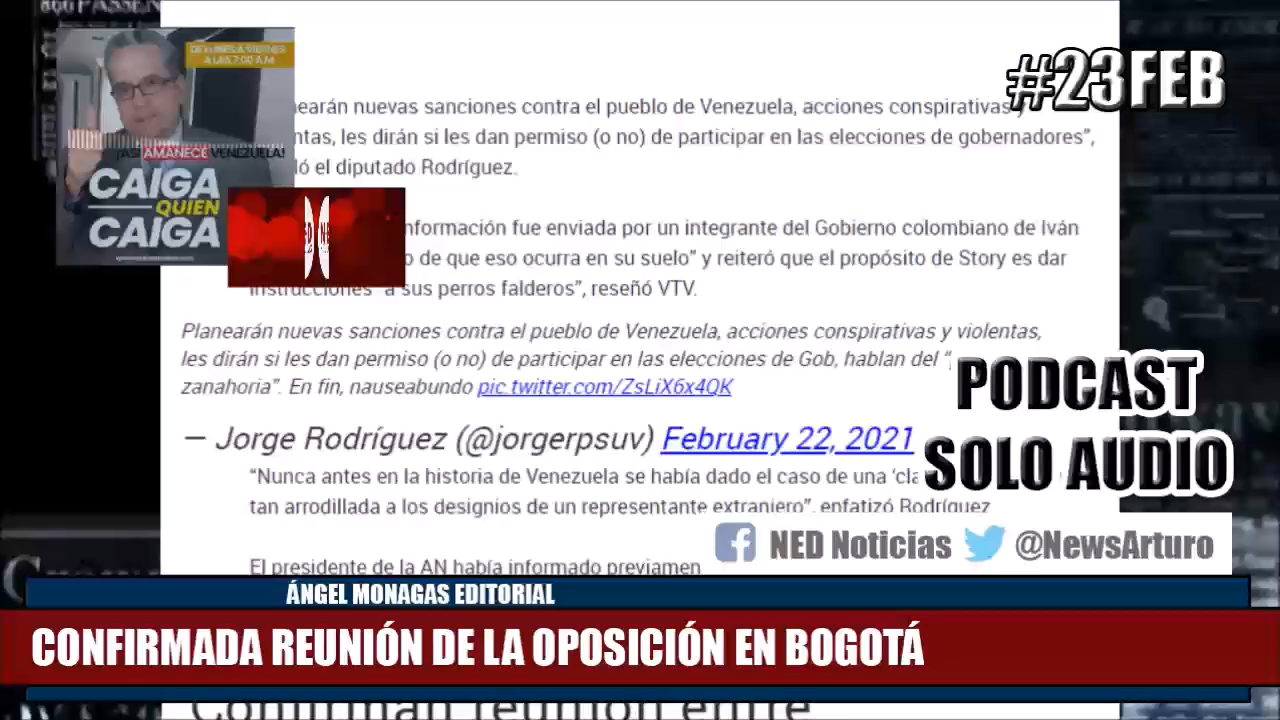 866 PASSEN
DE LUNES A VIERNES
A LAS 7:00 A.M
¡ASÍ AMANECE VENEZUELA!
CAIGA
QUIEN
CAIGA
#23FEB
nearán nuevas sanciones contra el pueblo de Venezuela, acciones conspirativas y
ntas, les dirán si les dan permiso (o no) de participar en las elecciones de gobernadores”,
ló el diputado Rodríguez.
nformación fue enviada por un integrante del Gobierno colombiano de Iván
o de que eso ocurra en su suelo” y reiteró que el propósito de Story es dar
instrucciones “a sus perros falderos”, reseñó VTV.
Planearán nuevas sanciones contra el pueblo de Venezuela, acciones conspirativas y violentas,
les dirán si les dan permiso (o no) de participar en las elecciones de Gob, hablan del “
zanahoria”. En fin, nauseabundo pic.twitter.com/ZsLiX6x4QK
— Jorge Rodríguez (@jorgerpsuv) February 22, 2021
“Nunca antes en la historia de Venezuela se había dado el caso de una ‘cla
tan arrodillada a los designios de un representante extranjero”, enfatizó Rodríguez
El presidente de la AN había informado previamen
PODCAST
SOLO AUDIO
NED Noticias @NewsArturo
ÁNGEL MONAGAS EDITORIAL
CONFIRMADA REUNIÓN DE LA OPOSICIÓN EN BOGOTÁ
Confirman reunión entre